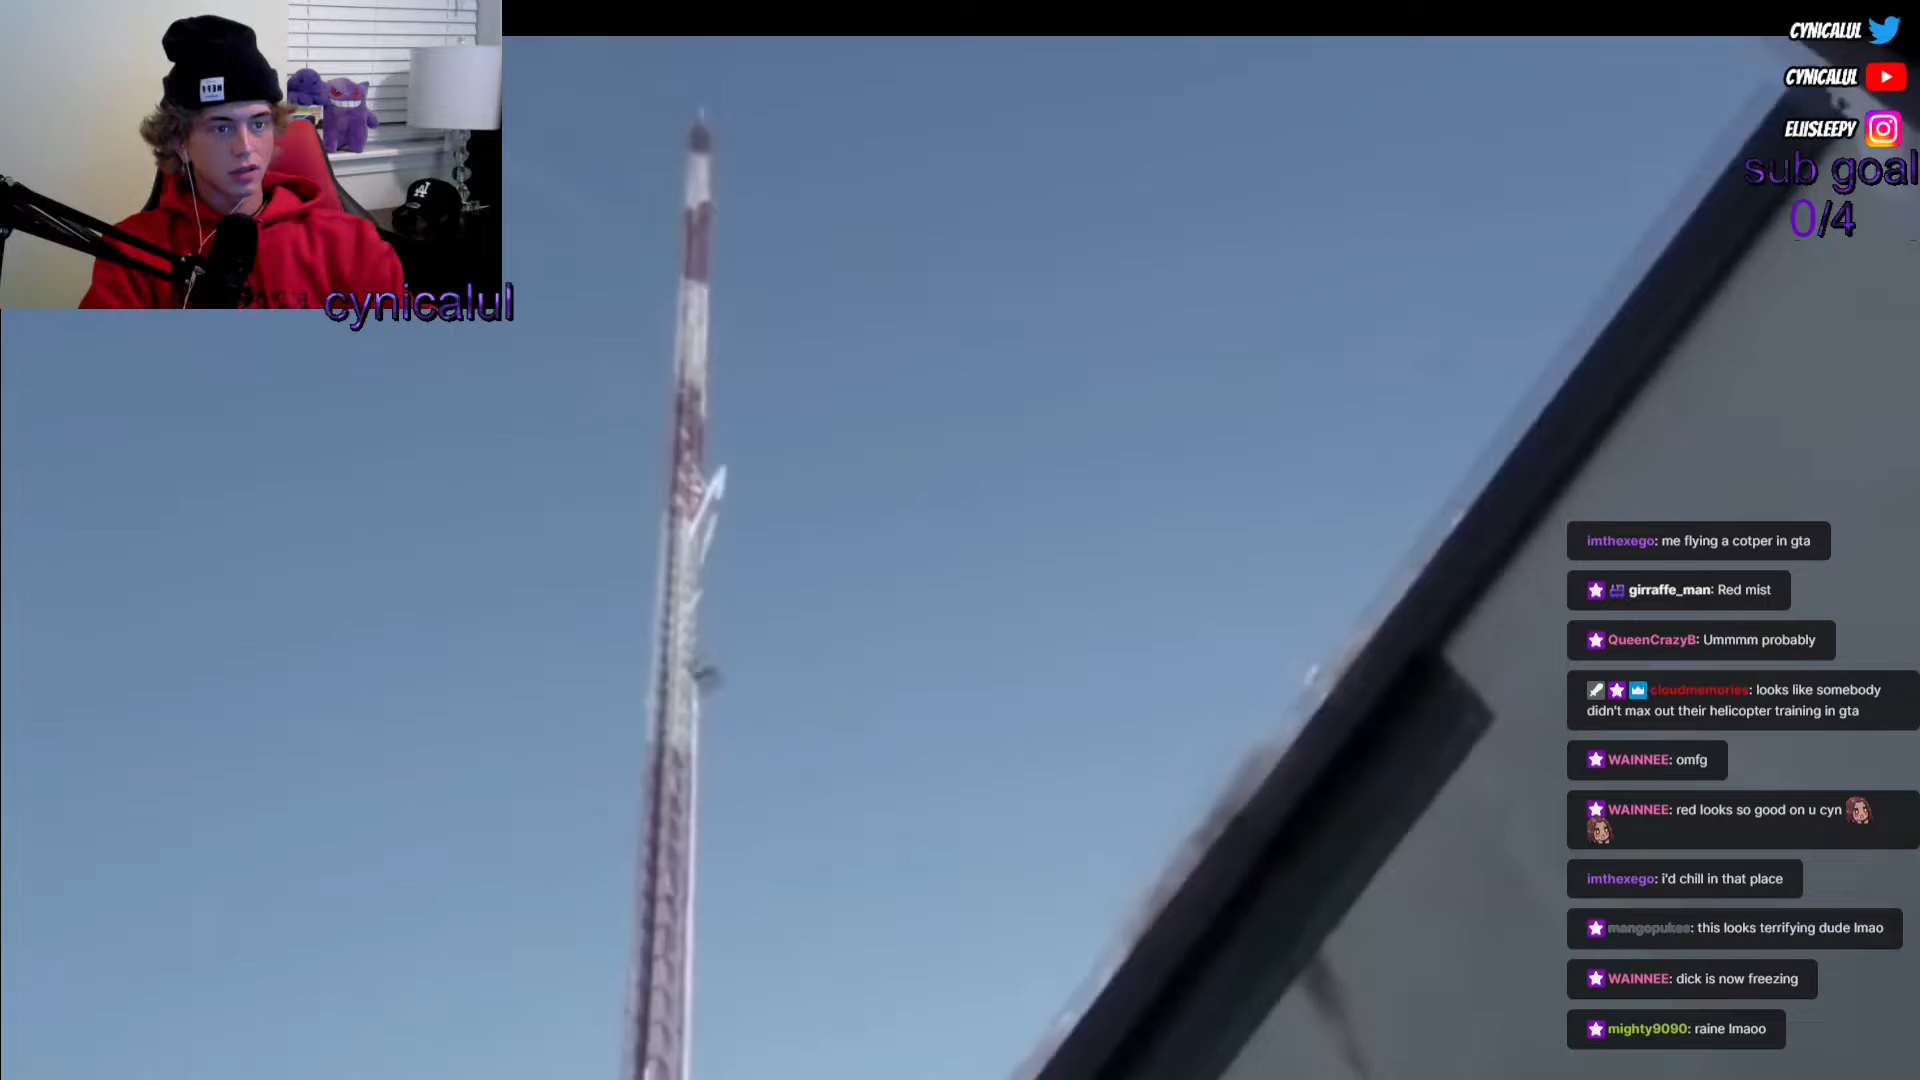 CYNICALUL
CYNICALUL
ELIISLEEPY
sub goal
0/4
cynicalul
imthexego: me flying a cotper in gta
girraffe_man: Red mist
QueenCrazyB: Ummmm probably
cloudmemories: looks like somebody
didn't max out their helicopter training in gta
WAINNEE: omfg
WAINNEE: red looks so good on u cyn
imthexego: i'd chill in that place
mangopukes: this looks terrifying dude lmao
WAINNEE: dick is now freezing
mighty9090: raine lmaoo